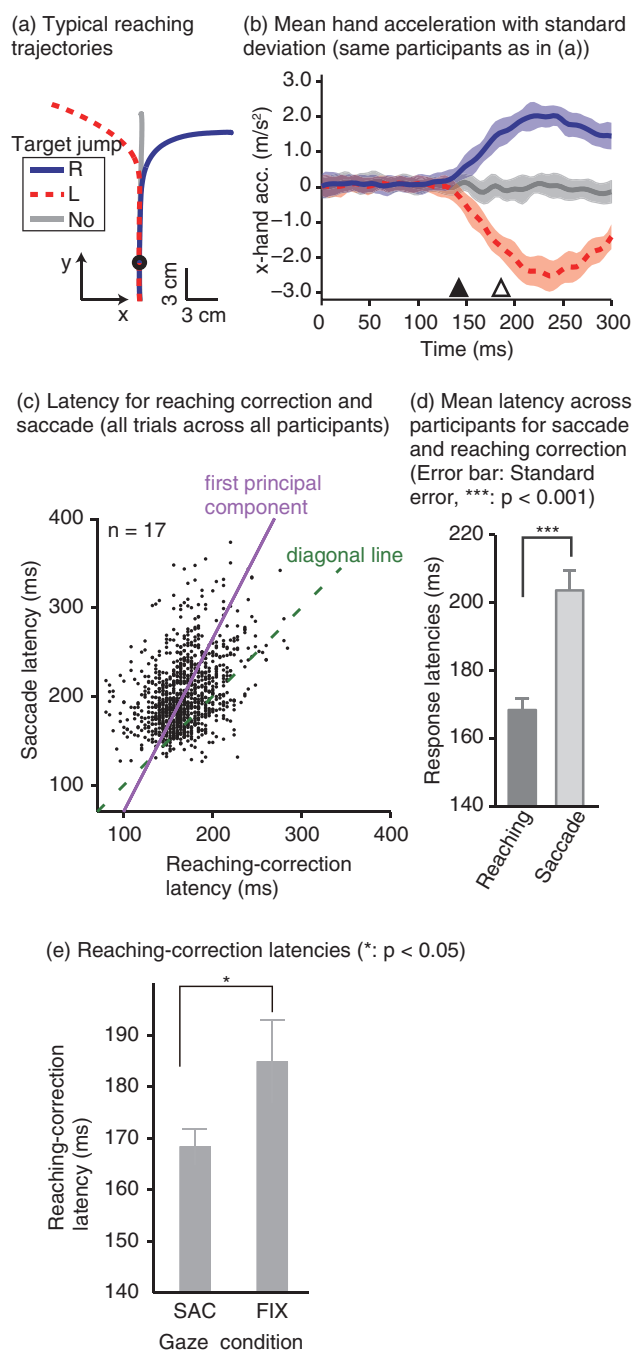 (a) Typical reaching
trajectories
Target jump
R
L
No
y
x
3 cm
3 cm
(b) Mean hand acceleration with standard
deviation (same participants as in (a))
x-hand acc. (m/s²)
3.0
2.0
1.0
0
−1.0
−2.0
−3.0
0
50
100
150
200
250
300
Time (ms)
(c) Latency for reaching correction and
saccade (all trials across all participants)
first principal
component
n = 17
diagonal line
Saccade latency (ms)
400
300
200
100
100
200
300
400
Reaching-correction
latency (ms)
(d) Mean latency across
participants for saccade
and reaching correction
(Error bar: Standard
error, ***: p < 0.001)
***
Response latencies (ms)
220
200
180
160
140
Reaching
Saccade
(e) Reaching-correction latencies (*: p < 0.05)
*
Reaching-correction
latency (ms)
190
180
170
160
150
140
SAC
FIX
Gaze condition